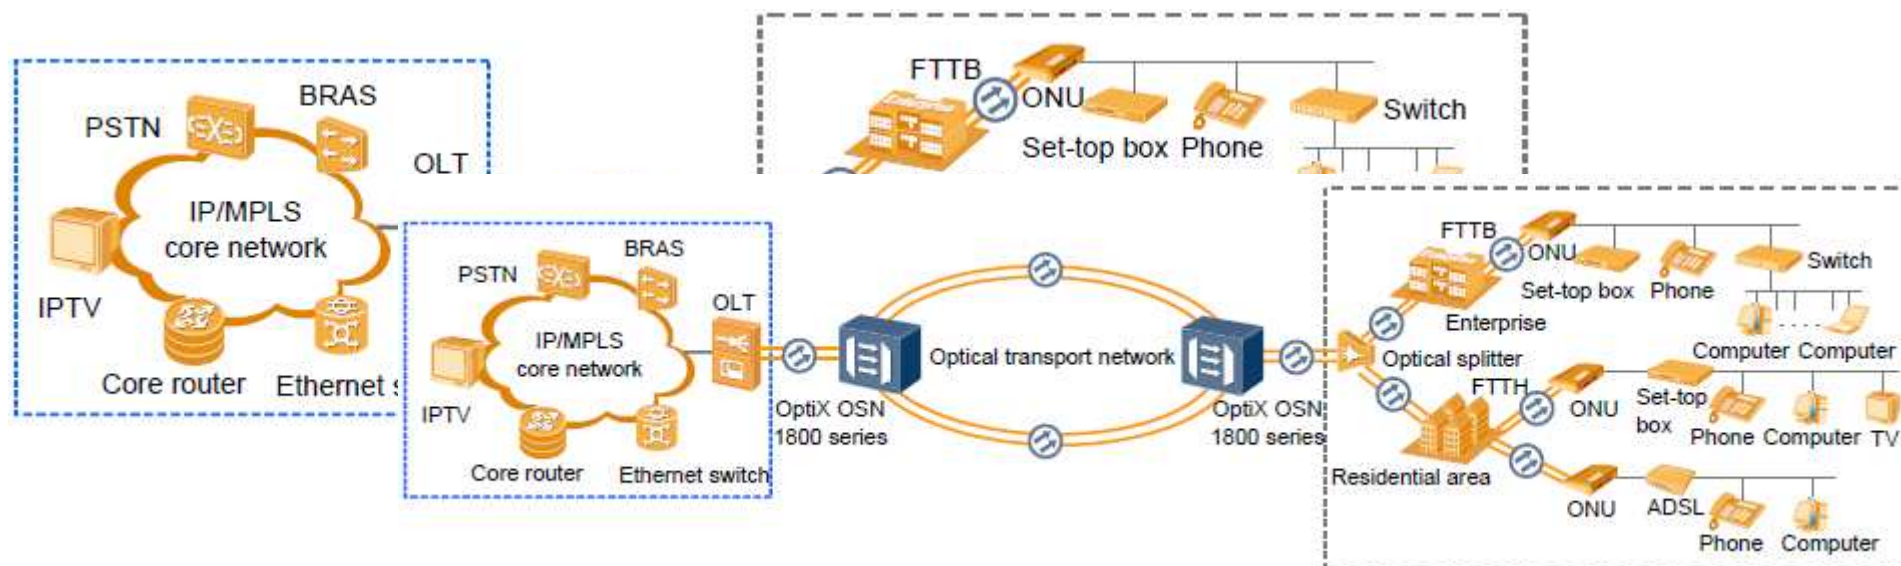 BRAS
PSTN
OLT
IP/MPLS
core network
IPTV
Core router
Ethernet s
FTTB
ONU
Set-top box
Phone
Switch
BRAS
PSTN
OLT
IP/MPLS
core network
IPTV
Core router
Ethernet switch
OptiX OSN
1800 series
Optical transport network
OptiX OSN
1800 series
Optical splitter
FTTB
ONU
Set-top box
Phone
Switch
Enterprise
Computer
. . . .
Computer
FTTH
ONU
Set-top
box
Phone
Computer
TV
Residential area
ONU
ADSL
Phone
Computer